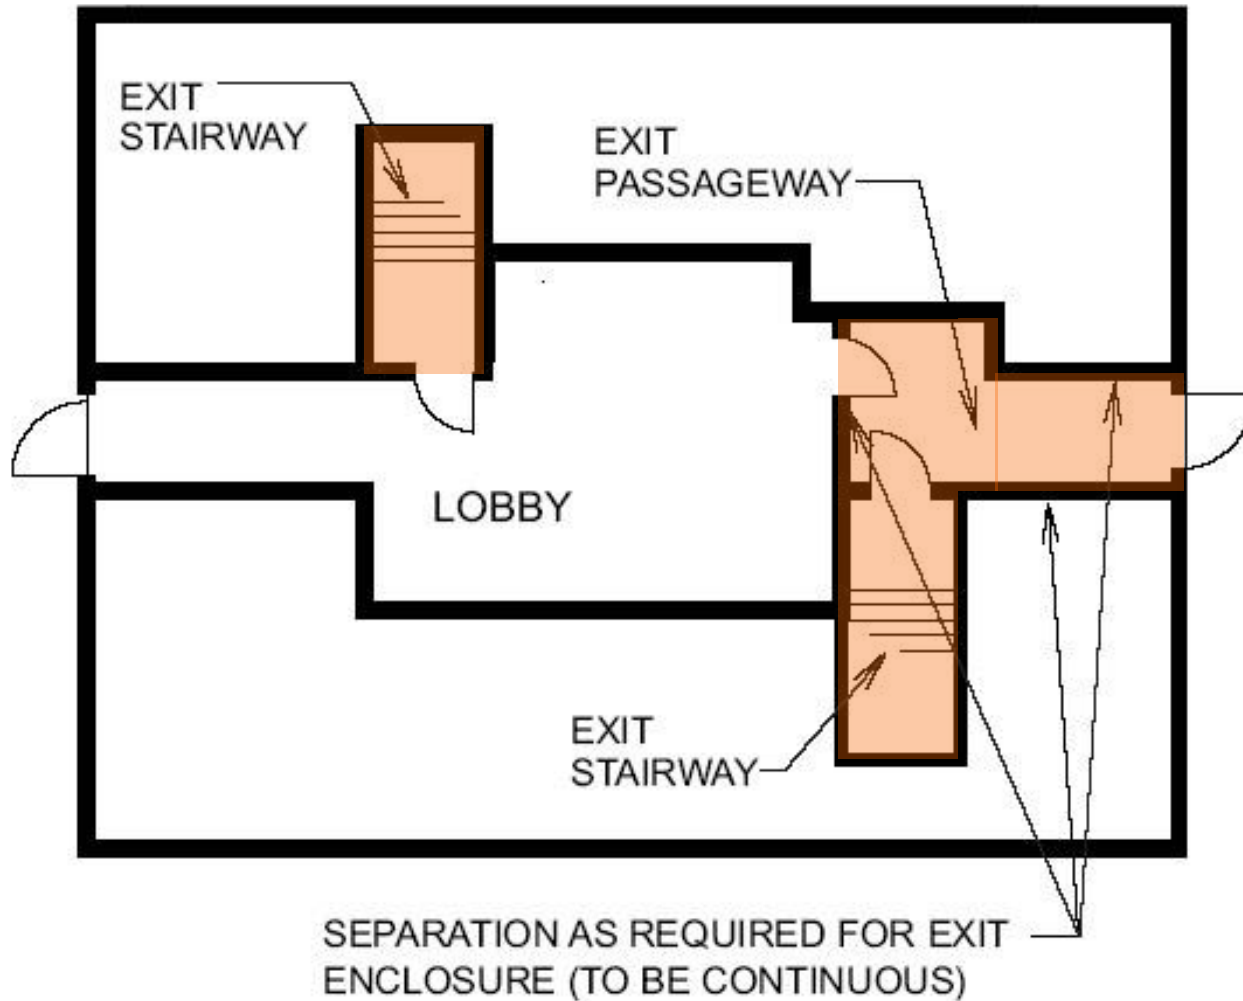 EXIT
STAIRWAY
EXIT
PASSAGEWAY
LOBBY
EXIT
STAIRWAY
SEPARATION AS REQUIRED FOR EXIT
ENCLOSURE (TO BE CONTINUOUS)